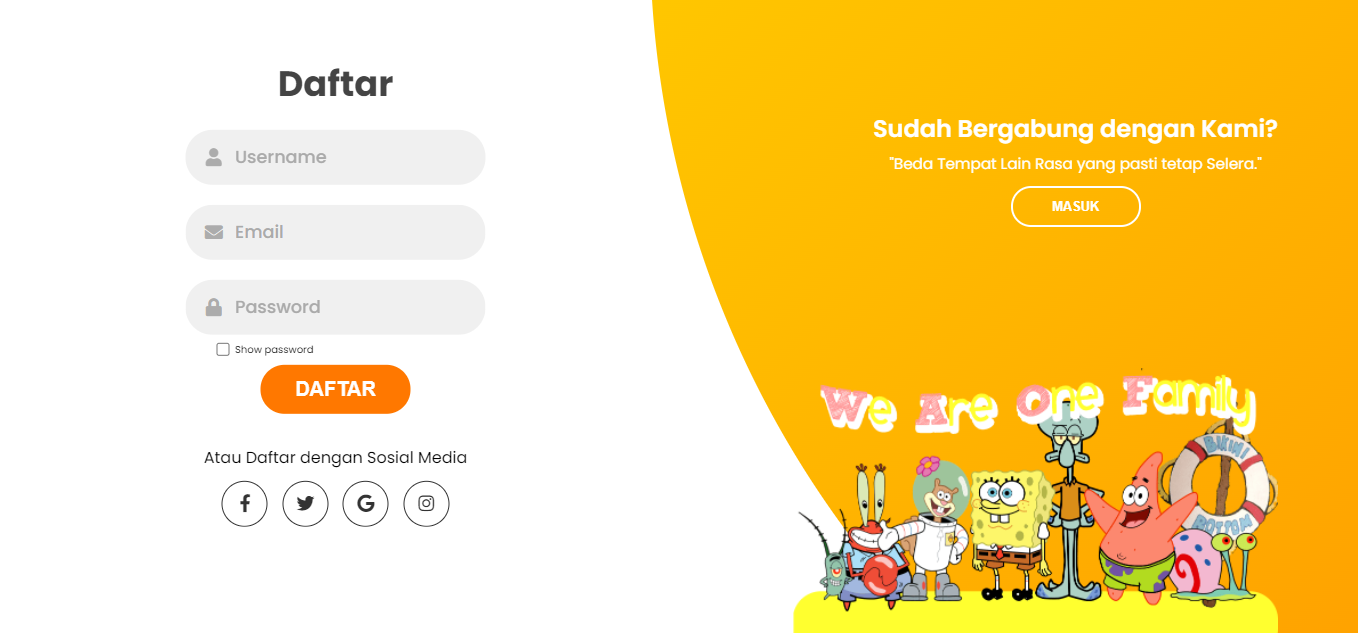 Daftar
Username
Email
Password
Show password
DAFTAR
Atau Daftar dengan Sosial Media
Sudah Bergabung dengan Kami?
"Beda Tempat Lain Rasa yang pasti tetap Selera."
MASUK
We Are One Family
BIKINI
BOTTOM